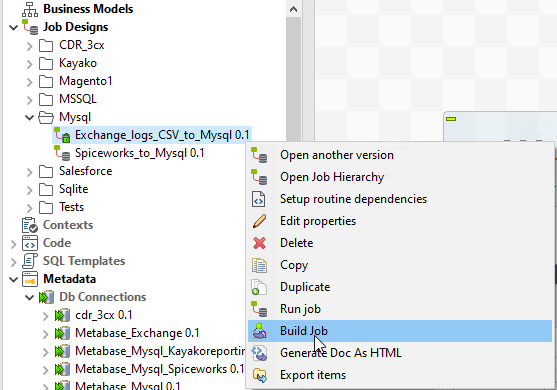 Business Models
Job Designs
CDR_3cx
Kayako
Magento1
MSSQL
Mysql
Exchange_logs_CSV_to_Mysql 0.1
Spiceworks_to_Mysql 0.1
Salesforce
Sqlite
Tests
Contexts
Code
SQL Templates
Metadata
Db Connections
cdr_3cx 0.1
Metabase_Exchange 0.1
Metabase_Mysql_Kayakoreportin
Metabase_Mysql_Spiceworks 0.1
Metabase_Mysql 0.1
Open another version
Open Job Hierarchy
Setup routine dependencies
Edit properties
Delete
Copy
Duplicate
Run job
Build Job
Generate Doc As HTML
Export items